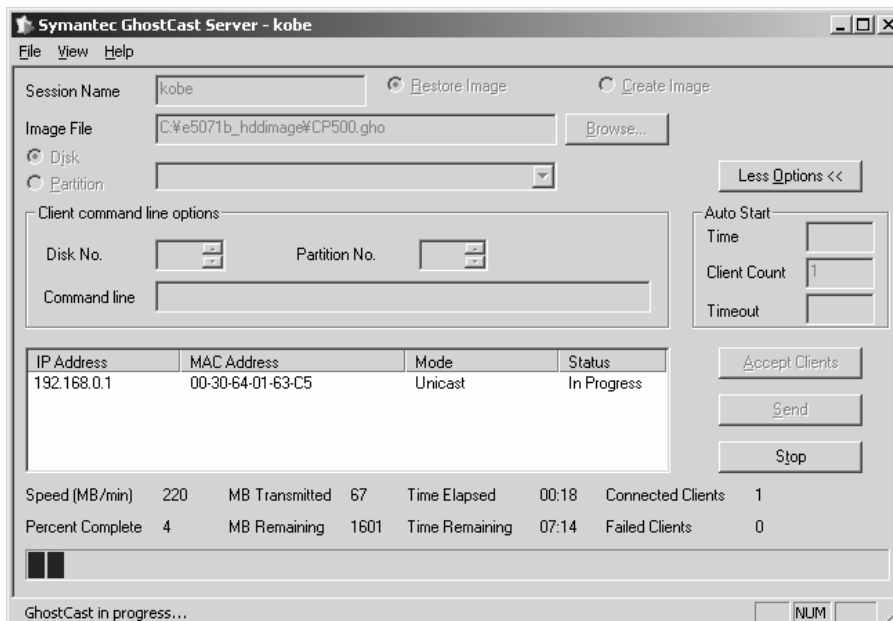 Symantec GhostCast Server - kobe
File View Help
Session Name kobe Restore Image Create Image
Image File C:¥e5071b_hddimage¥CP500.gho Browse...
Disk
Partition Less Options <<
Client command line options Auto Start
Time
Disk No. Partition No.
Client Count 1
Command line
Timeout
IP Address MAC Address Mode Status
192.168.0.1 00-30-64-01-63-C5 Unicast In Progress
Accept Clients
Send
Stop
Speed (MB/min) 220 MB Transmitted 67 Time Elapsed 00:18 Connected Clients 1
Percent Complete 4 MB Remaining 1601 Time Remaining 07:14 Failed Clients 0
GhostCast in progress... NUM